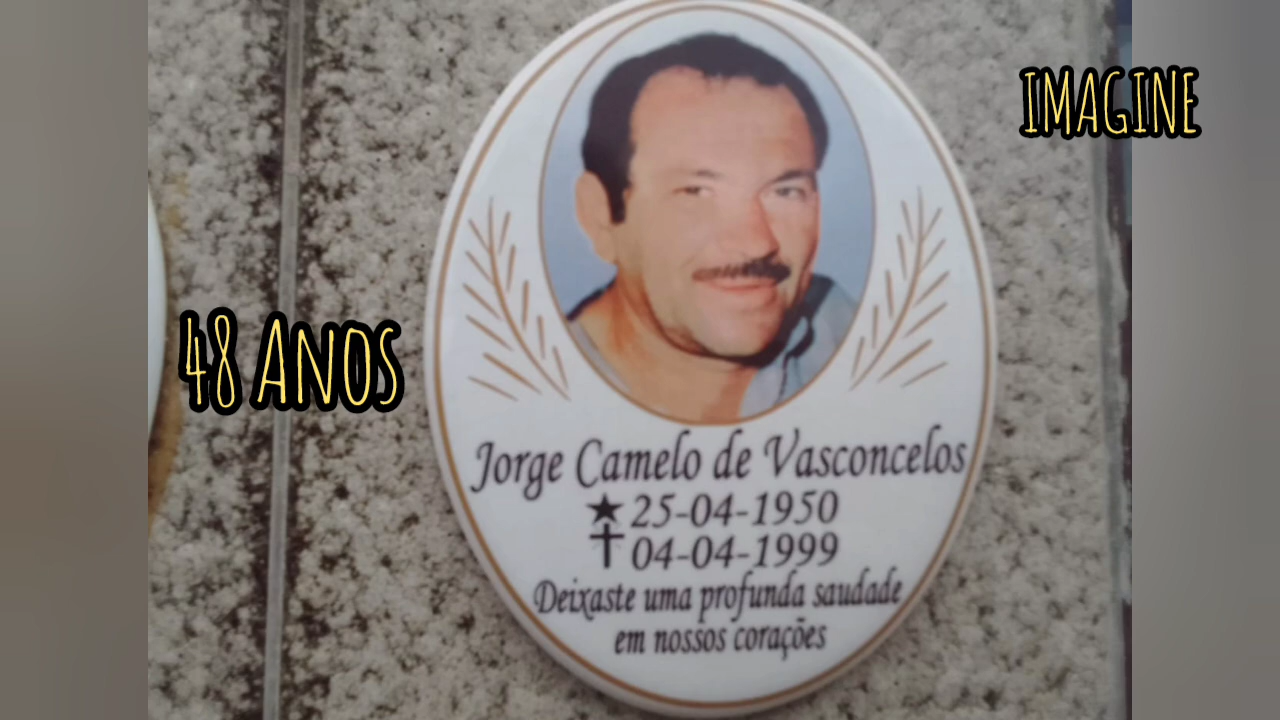 IMAGINE
48 ANOS
Jorge Camelo de Vasconcelos
★ 25-04-1950
✝ 04-04-1999
Deixaste uma profunda saudade
em nossos corações